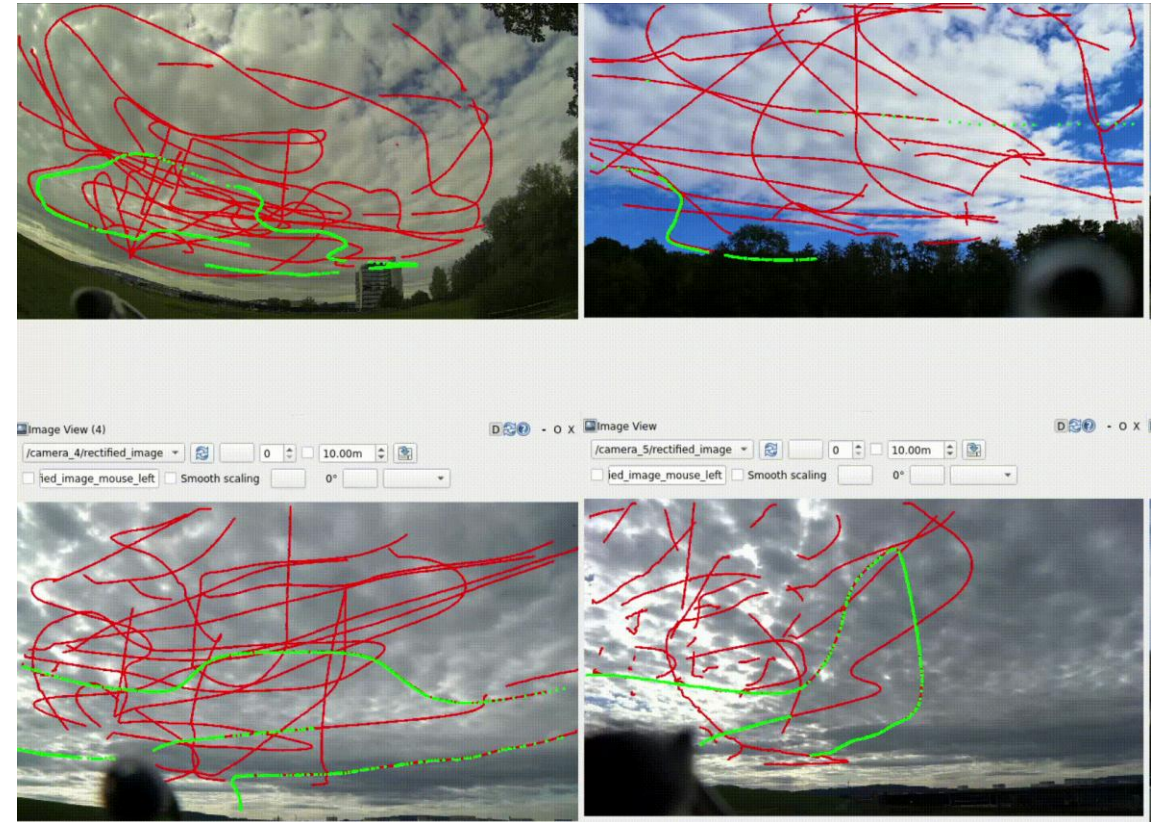 Image View (4)
D - O X
Image View
D - O X
/camera_4/rectified_image
0
10.00m
/camera_5/rectified_image
0
10.00m
ied_image_mouse_left
Smooth scaling
0°
ied_image_mouse_left
Smooth scaling
0°